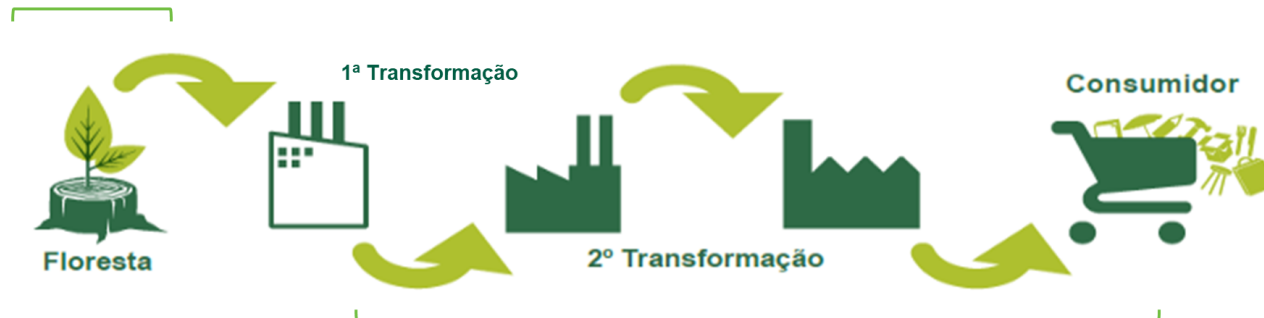 1ª Transformação
Consumidor
Floresta
2º Transformação